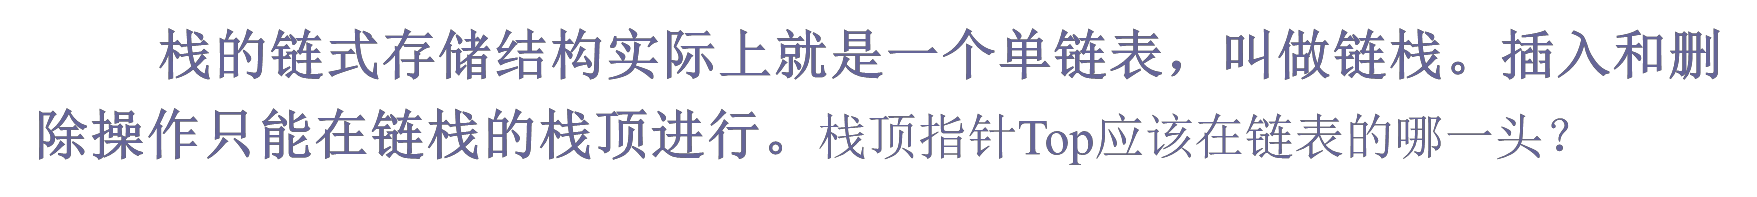 栈的链式存储结构实际上就是一个单链表，叫做链栈。插入和删
除操作只能在链栈的栈顶进行。栈顶指针Top应该在链表的哪一头？